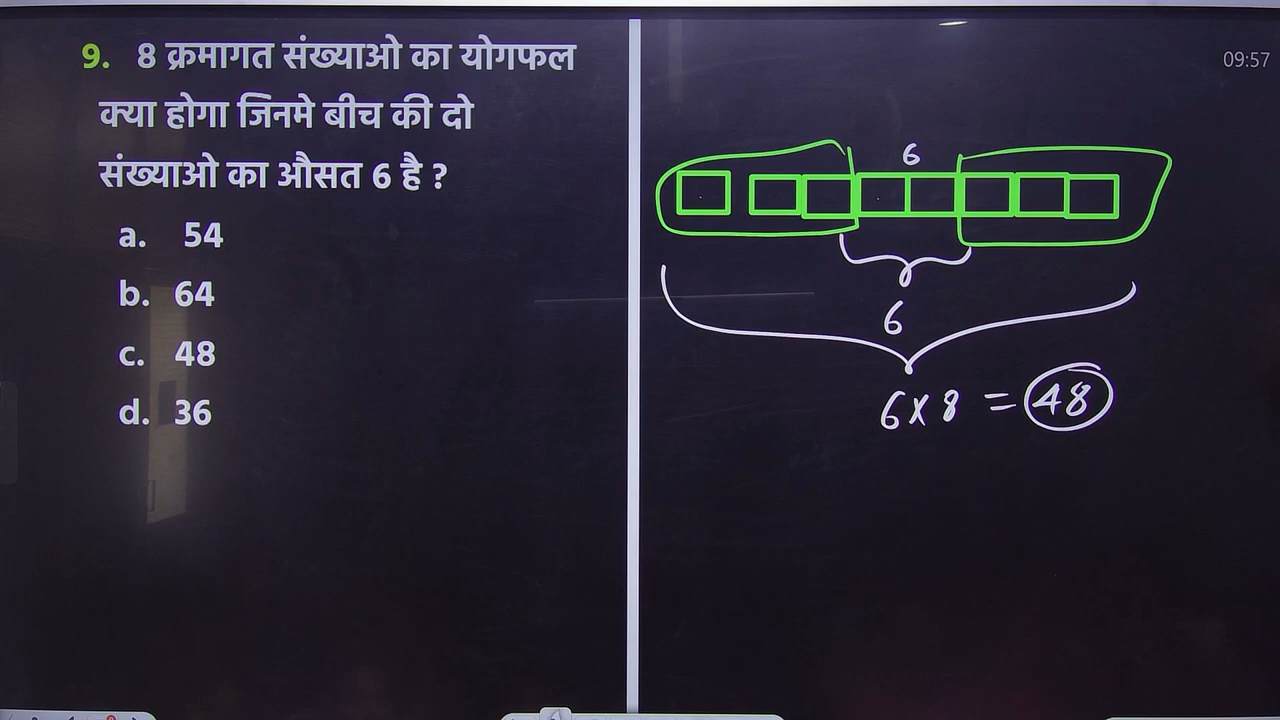 9. 8 क्रमागत संख्याओ का योगफल
क्या होगा जिनमे बीच की दो
संख्याओ का औसत 6 है ?
a. 54
b. 64
c. 48
d. 36
09:57
6
6
6 x 8 = 48